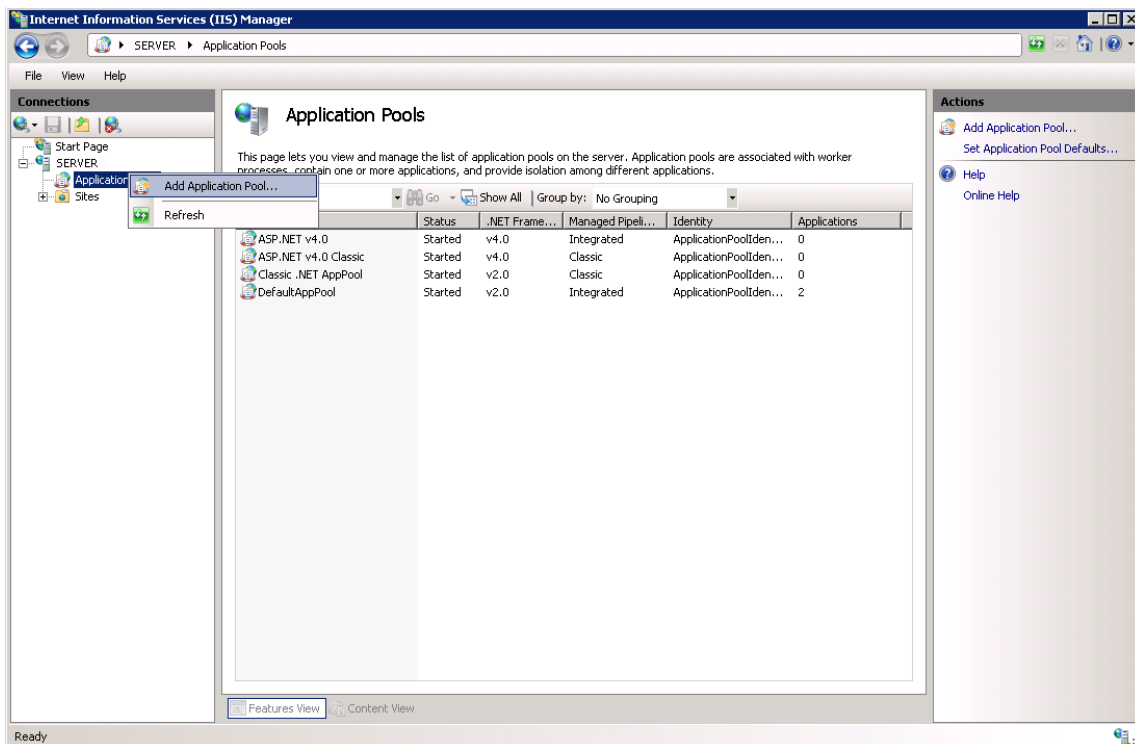 Internet Information Services (IIS) Manager
SERVER Application Pools
File View Help
Connections
Start Page
SERVER
Application
Sites
Add Application Pool...
Refresh
Application Pools
This page lets you view and manage the list of application pools on the server. Application pools are associated with worker
processes, contain one or more applications, and provide isolation among different applications.
Go Show All Group by: No Grouping
Status .NET Frame... Managed Pipeli... Identity Applications
ASP.NET v4.0 Started v4.0 Integrated ApplicationPoolIden... 0
ASP.NET v4.0 Classic Started v4.0 Classic ApplicationPoolIden... 0
Classic .NET AppPool Started v2.0 Classic ApplicationPoolIden... 0
DefaultAppPool Started v2.0 Integrated ApplicationPoolIden... 2
Features View Content View
Actions
Add Application Pool...
Set Application Pool Defaults...
Help
Online Help
Ready